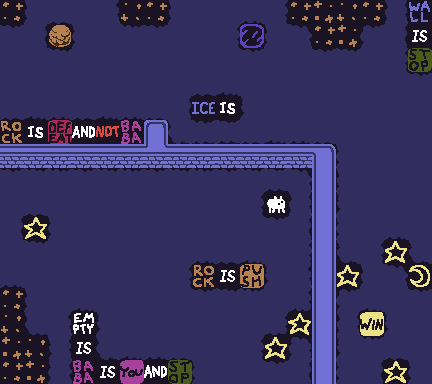 WALL
IS
STOP
ICE IS
ROCK IS DEFEAT AND NOT BABA
ROCK IS PUSH
WIN
EMPTY
IS
BABA IS YOU AND STOP